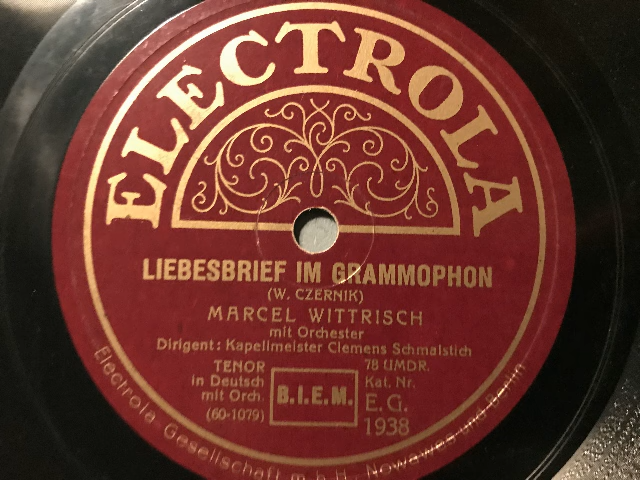 ELECTROLA
LIEBESBRIEF IM GRAMMOPHON
(W. CZERNIK)
MARCEL WITTRISCH
mit Orchester
Dirigent: Kapellmeister Clemens Schmalstich
TENOR
in Deutsch
mit Orch.
(60-1079)
B.I.E.M.
78 UMDR.
Kat. Nr.
E.G.
1938
Electrola-Gesellschaft m.b.H. Nowawes und Berlin